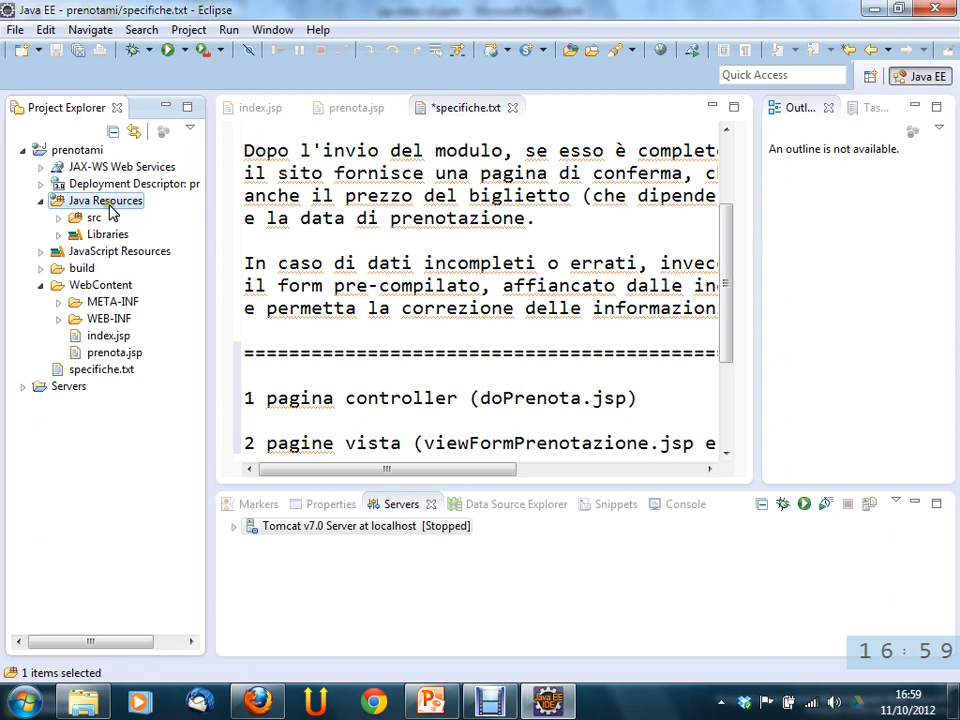 Java EE - prenotami/specifiche.txt - Eclipse
File Edit Navigate Search Project Run Window Help
Quick Access
Java EE
Project Explorer
index.jsp
prenota.jsp
*specifiche.txt
Outl...
Tas...
prenotami
JAX-WS Web Services
Deployment Descriptor: pr
Java Resources
src
Libraries
JavaScript Resources
build
WebContent
META-INF
WEB-INF
index.jsp
prenota.jsp
specifiche.txt
Servers
Dopo l'invio del modulo, se esso è complet
il sito fornisce una pagina di conferma, c
anche il prezzo del biglietto (che dipende
e la data di prenotazione.
In caso di dati incompleti o errati, invec
il form pre-compilato, affiancato dalle in
e permetta la correzione delle informazion
==========================================
1 pagina controller (doPrenota.jsp)
2 pagine vista (viewFormPrenotazione.jsp e
An outline is not available.
Markers
Properties
Servers
Data Source Explorer
Snippets
Console
Tomcat v7.0 Server at localhost [Stopped]
1 items selected
16:59
16:59
11/10/2012